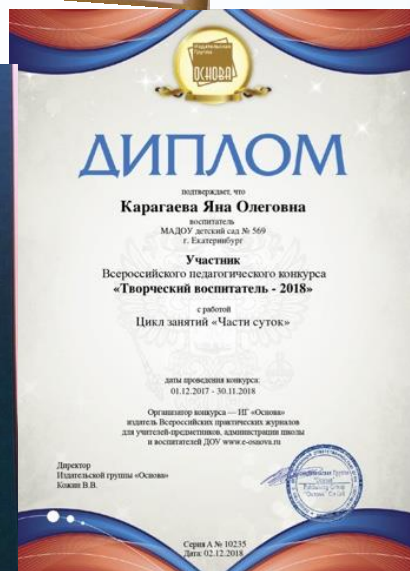 Издательская
Группа
ОСНОВА
ДИПЛОМ
подтверждает, что
Карагаева Яна Олеговна
воспитатель
МАДОУ детский сад № 569
г. Екатеринбург
Участник
Всероссийского педагогического конкурса
«Творческий воспитатель - 2018»
с работой
Цикл занятий «Части суток»
даты проведения конкурса:
01.12.2017 - 30.11.2018
Организатор конкурса — ИГ «Основа»
издатель Всероссийских практических журналов
для учителей-предметников, администрации школы
и воспитателей ДОУ www.e-osnova.ru
Директор
Издательской группы «Основа»
Кожин В.В.
Серия А № 10235
Дата: 02.12.2018